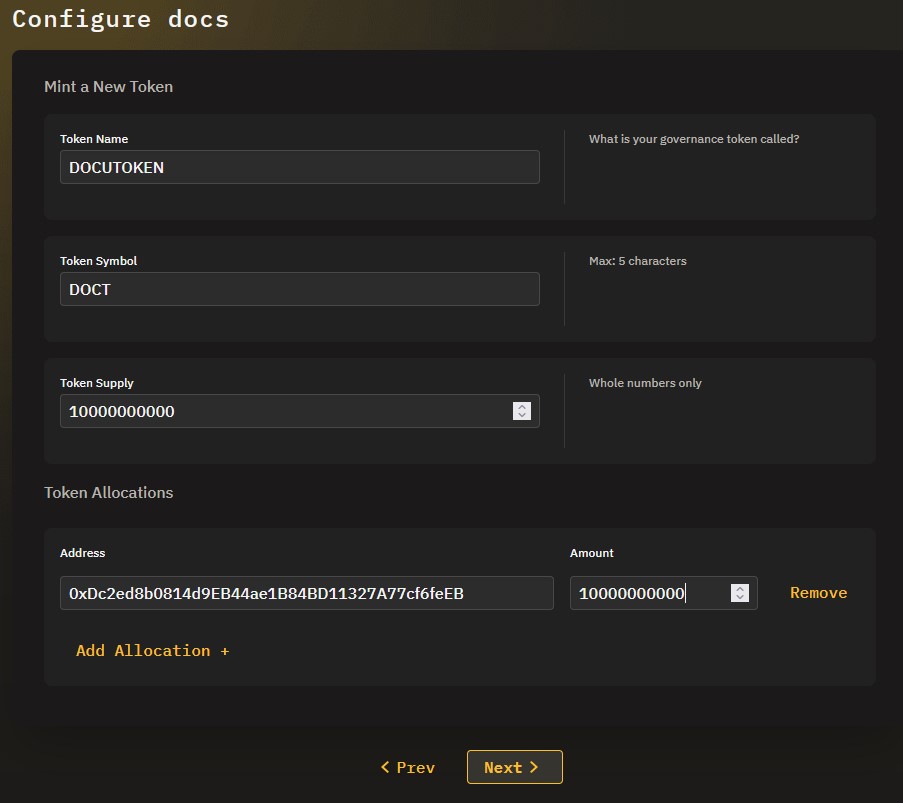 Configure docs
Mint a New Token
Token Name
What is your governance token called?
DOCUTOKEN
Token Symbol
Max: 5 characters
DOCT
Token Supply
Whole numbers only
10000000000
Token Allocations
Address
Amount
0xDc2ed8b0814d9EB44ae1B84BD11327A77cf6feEB
10000000000
Remove
Add Allocation +
< Prev
Next >